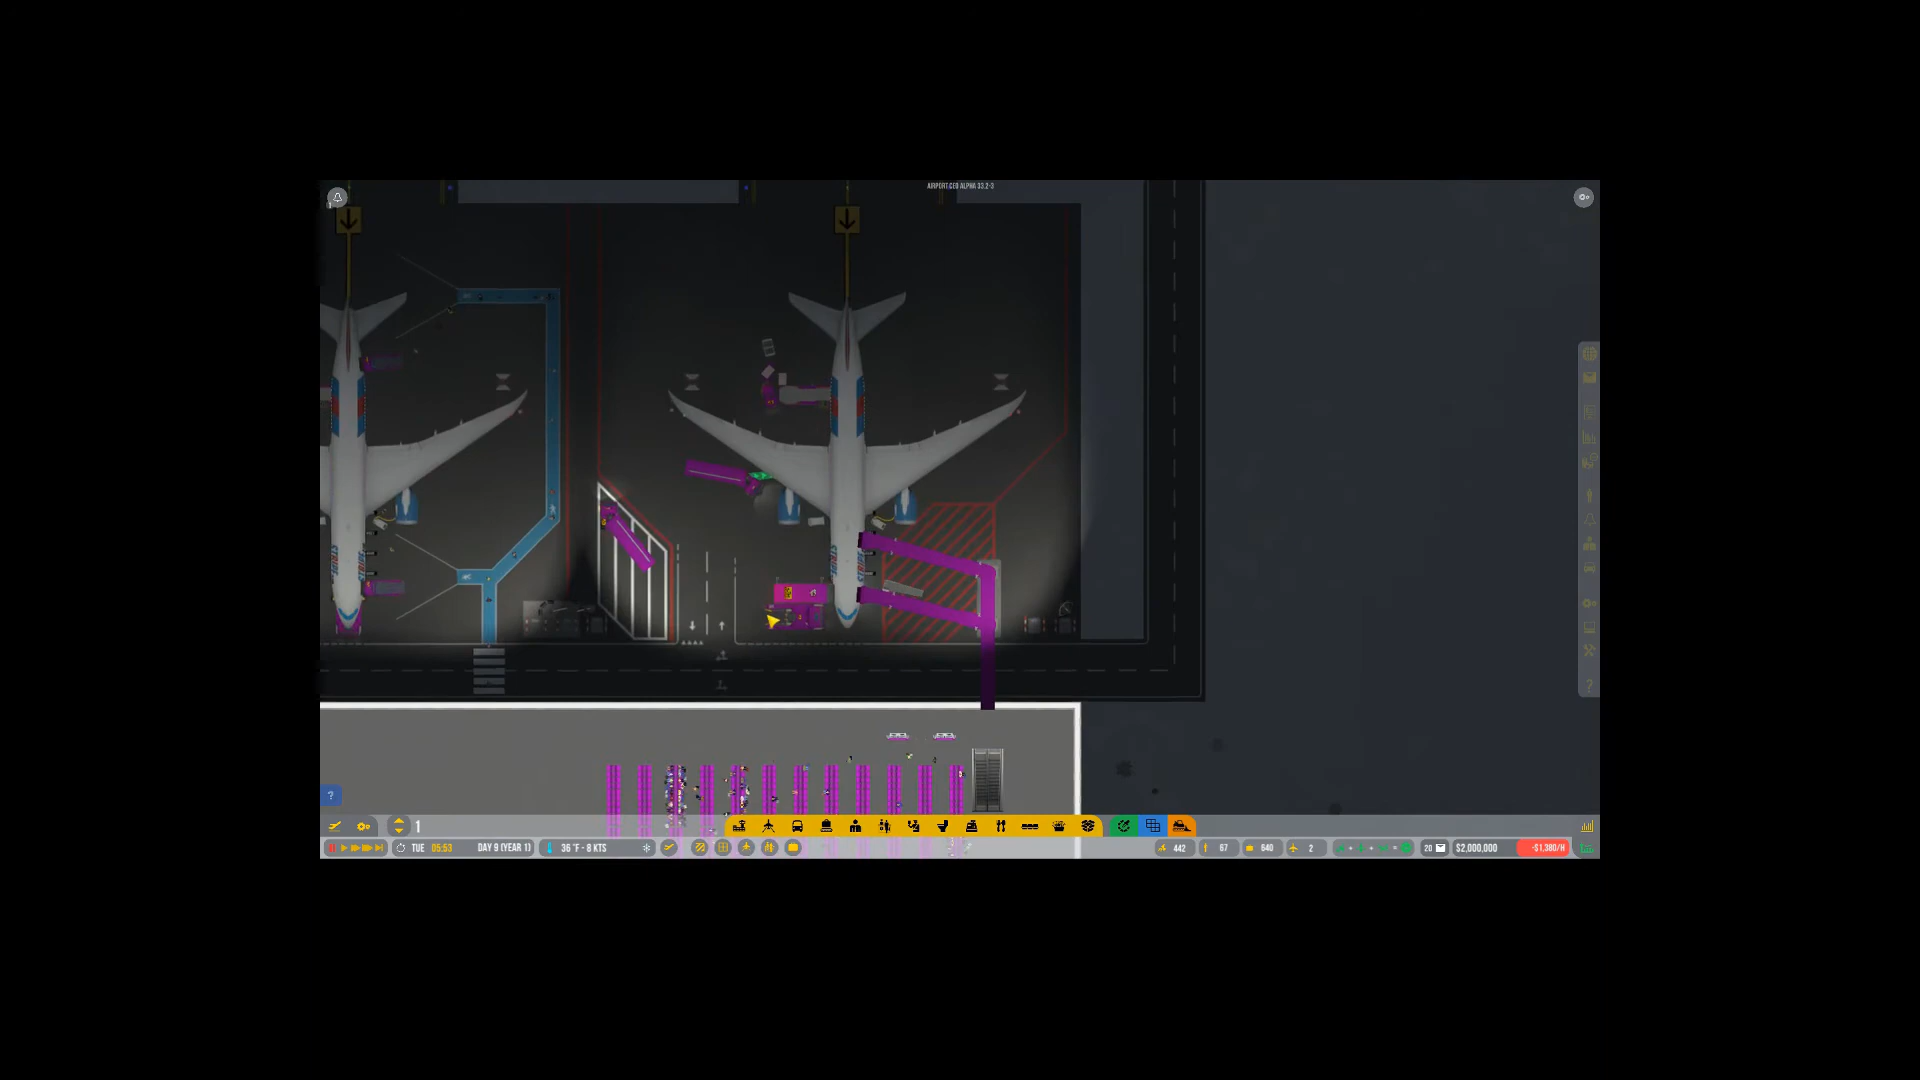 AIRPORT CEO ALPHA 33.2-3
?
1
TUE 05:53 DAY 9 (YEAR 1) 36 °F - 8 KTS 442 67 640 2 20 $2,000,000 -$1,380/H